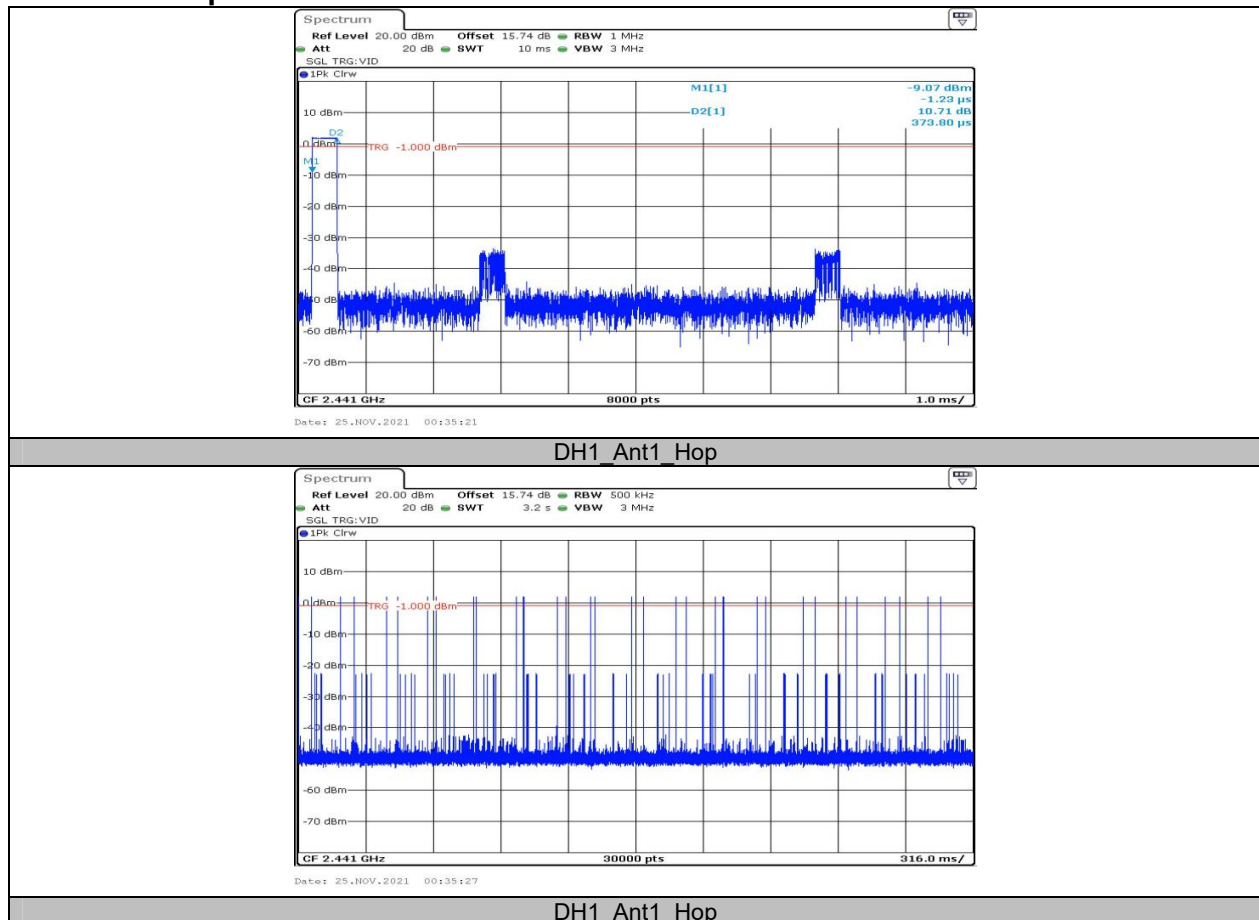 Spectrum
Ref Level 20.00 dBm Offset 15.74 dB RBW 1 MHz
Att 20 dB SWT 10 ms VBW 3 MHz
SGL TRG:VID
1Pk Clrw
M1[1] -9.07 dBm
-1.23 µs
10 dBm D2[1] 10.71 dB
373.80 µs
D2
0 dBm
TRG -1.000 dBm
M1
-10 dBm
-20 dBm
-30 dBm
-40 dBm
-50 dBm
-60 dBm
-70 dBm
CF 2.441 GHz 8000 pts 1.0 ms/
Date: 25.NOV.2021 00:35:21
DH1_Ant1_Hop
Spectrum
Ref Level 20.00 dBm Offset 15.74 dB RBW 500 kHz
Att 20 dB SWT 3.2 s VBW 3 MHz
SGL TRG:VID
1Pk Clrw
10 dBm
0 dBm
TRG -1.000 dBm
-10 dBm
-20 dBm
-30 dBm
-40 dBm
-60 dBm
-70 dBm
CF 2.441 GHz 30000 pts 316.0 ms/
Date: 25.NOV.2021 00:35:27
DH1_Ant1_Hop